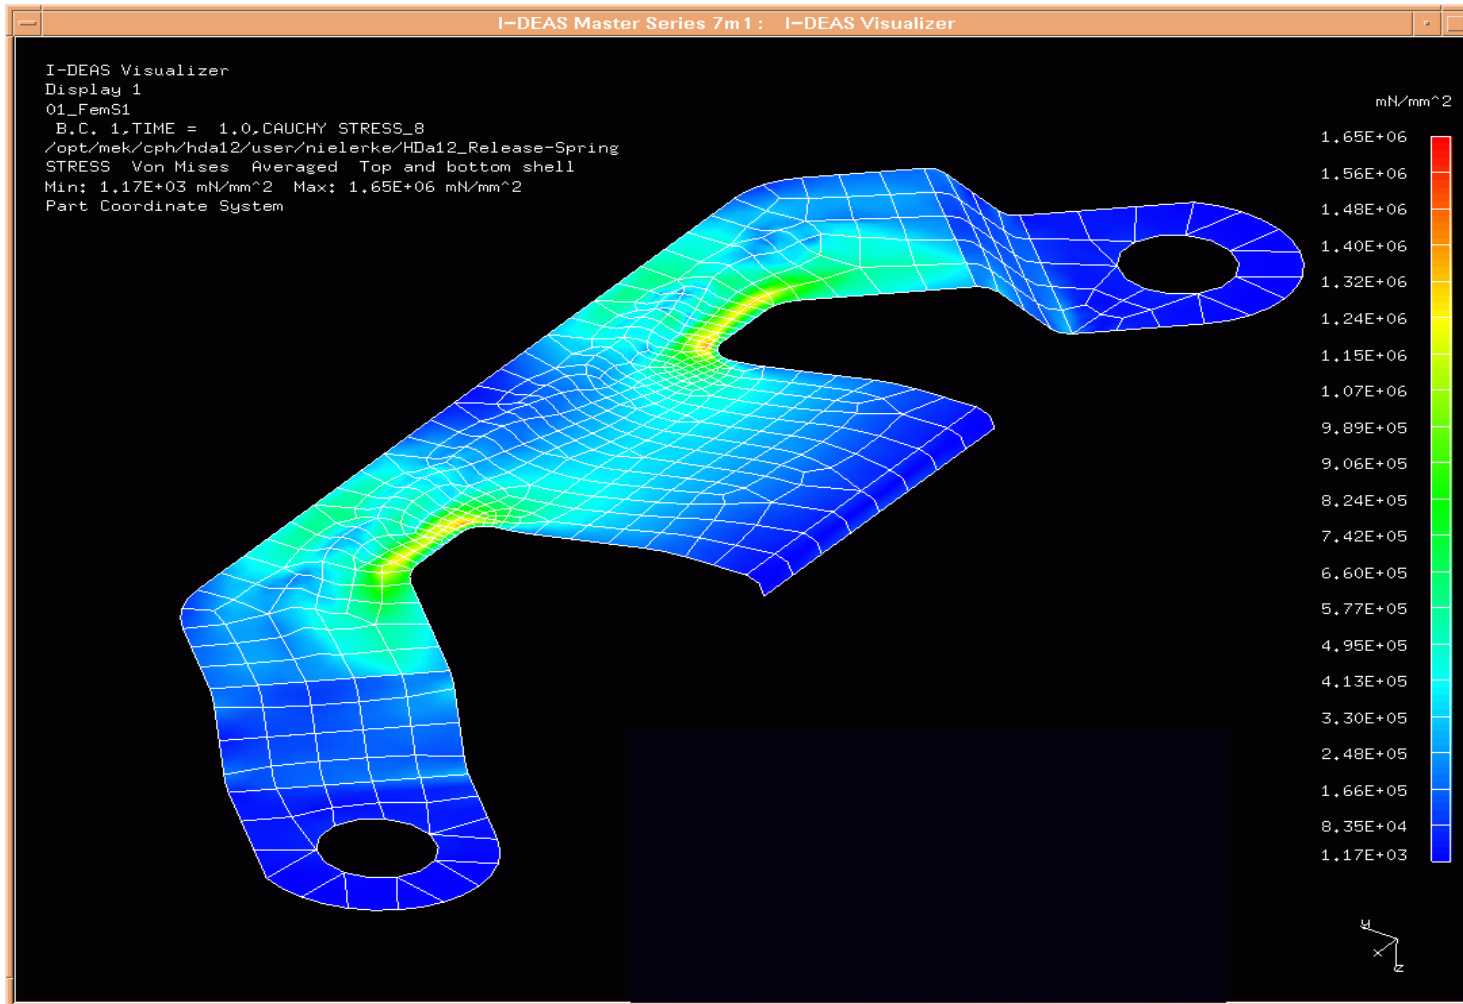 I-DEAS Master Series 7m1 :   I-DEAS Visualizer
I-DEAS Visualizer
Display 1
01_FemS1
B.C. 1,TIME =  1.0,CAUCHY STRESS_8
/opt/mek/cph/hda12/user/nielerke/HDa12_Release-Spring
STRESS  Von Mises  Averaged  Top and bottom shell
Min: 1.17E+03 mN/mm^2  Max: 1.65E+06 mN/mm^2
Part Coordinate System
mN/mm^2
1.65E+06
1.56E+06
1.48E+06
1.40E+06
1.32E+06
1.24E+06
1.15E+06
1.07E+06
9.89E+05
9.06E+05
8.24E+05
7.42E+05
6.60E+05
5.77E+05
4.95E+05
4.13E+05
3.30E+05
2.48E+05
1.66E+05
8.35E+04
1.17E+03
y
x
z